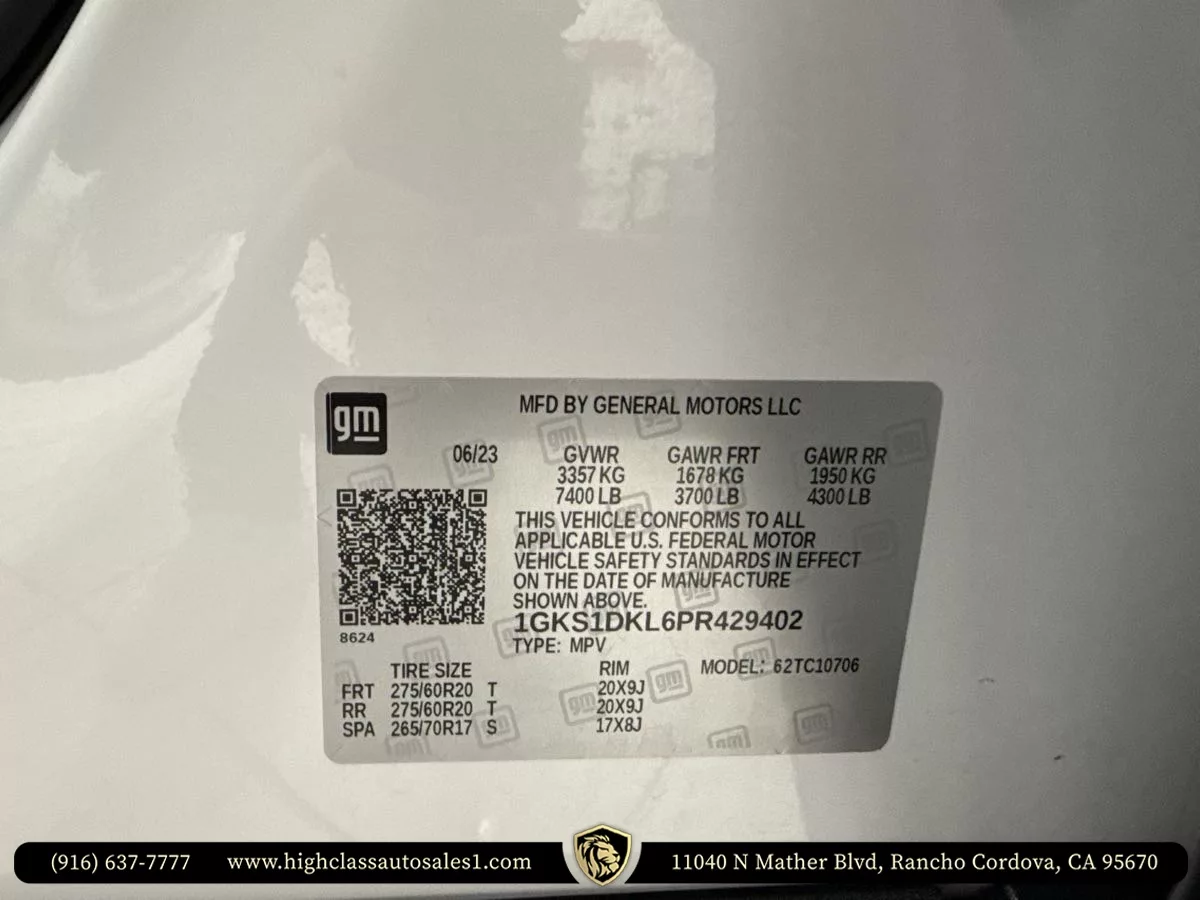 gm
MFD BY GENERAL MOTORS LLC
06/23
GVWR GAWR FRT GAWR RR
3357 KG 1678 KG 1950 KG
7400 LB 3700 LB 4300 LB
THIS VEHICLE CONFORMS TO ALL
APPLICABLE U.S. FEDERAL MOTOR
VEHICLE SAFETY STANDARDS IN EFFECT
ON THE DATE OF MANUFACTURE
SHOWN ABOVE.
1GKS1DKL6PR429402
8624
TYPE: MPV
TIRE SIZE RIM MODEL: 62TC10706
FRT 275/60R20 T 20X9J
RR 275/60R20 T 20X9J
SPA 265/70R17 S 17X8J
(916) 637-7777 www.highclassautosales1.com 11040 N Mather Blvd, Rancho Cordova, CA 95670